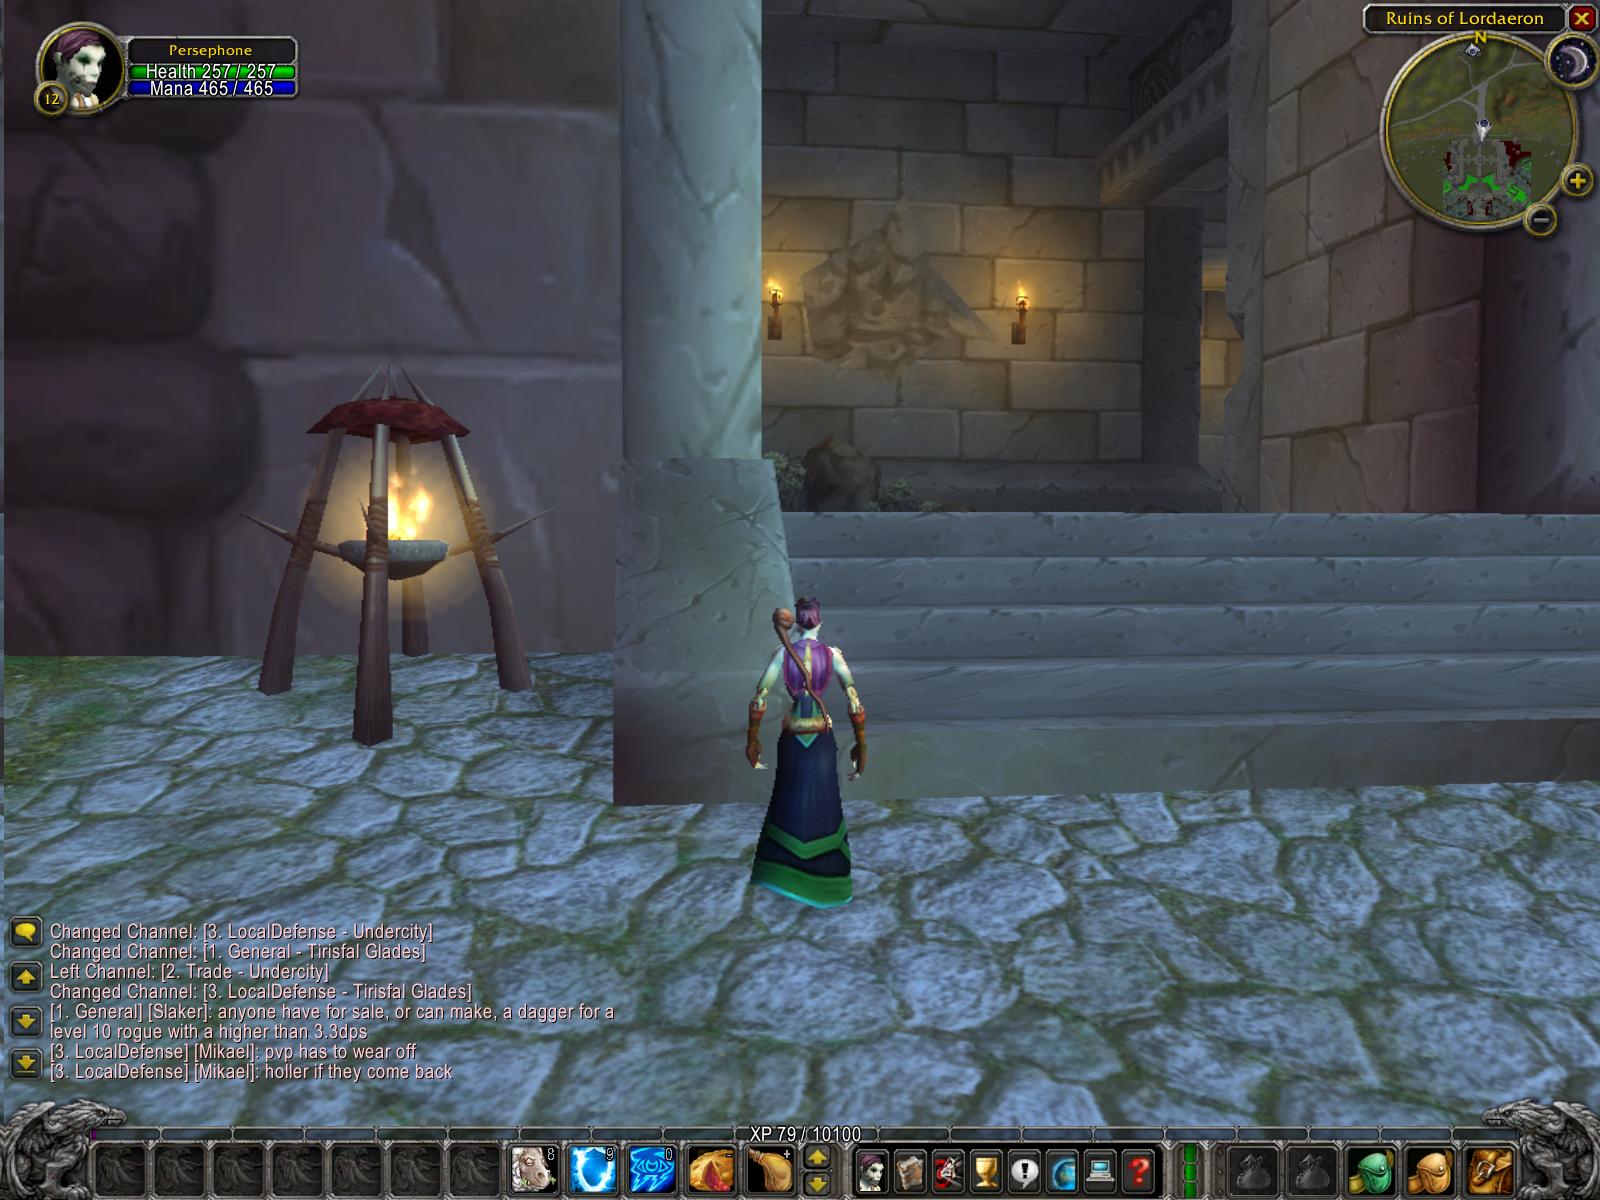 Ruins of Lordaeron
N
Persephone
Health 257 / 257
Mana 465 / 465
12
Changed Channel: [3. LocalDefense - Undercity]
Changed Channel: [1. General - Tirisfal Glades]
Left Channel: [2. Trade - Undercity]
Changed Channel: [3. LocalDefense - Tirisfal Glades]
[1. General] [Slaker]: anyone have for sale, or can make, a dagger for a
level 10 rogue with a higher than 3.3dps
[3. LocalDefense] [Mikael]: pvp has to wear off
[3. LocalDefense] [Mikael]: holler if they come back
XP 79 / 10100
8 9 0 - +
! ?